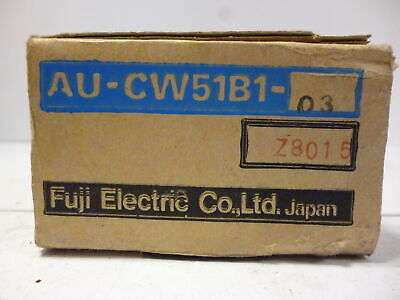 AU-CW51B1-03
Z8015
Fuji Electric Co.,Ltd. Japan